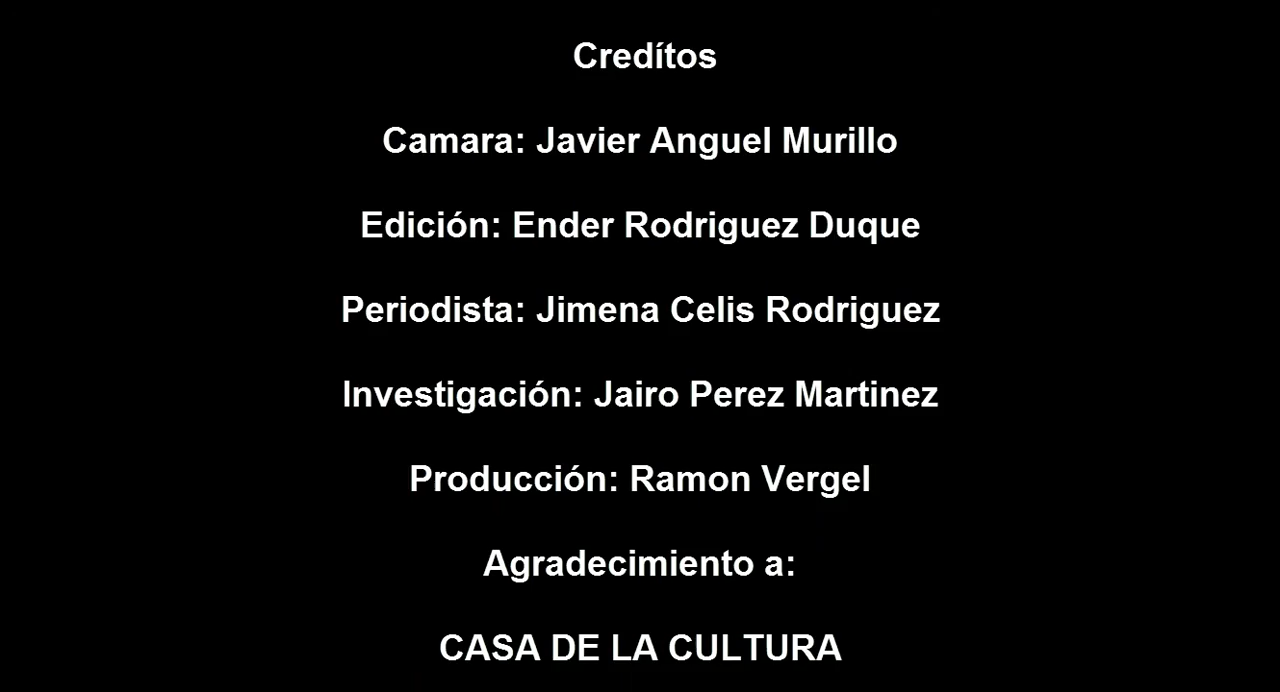 Credítos
Camara: Javier Anguel Murillo
Edición: Ender Rodriguez Duque
Periodista: Jimena Celis Rodriguez
Investigación: Jairo Perez Martinez
Producción: Ramon Vergel
Agradecimiento a:
CASA DE LA CULTURA